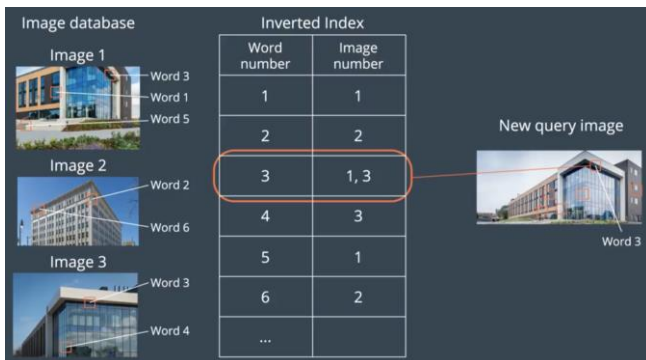 Image database
Image 1
Word 3
Word 1
Word 5
Image 2
Word 2
Word 6
Image 3
Word 3
Word 4
Inverted Index
Word number
Image number
1 1
2 2
3 1, 3
4 3
5 1
6 2
...
New query image
Word 3